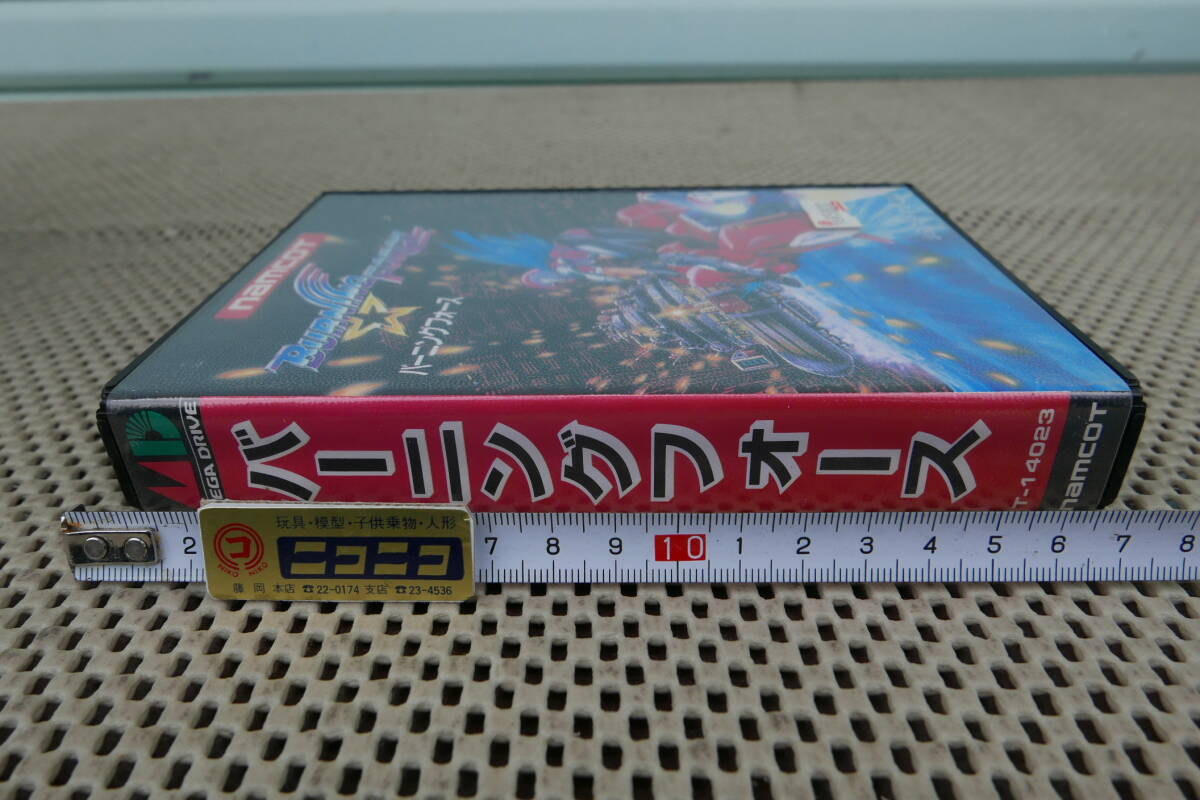 namcot
BURNING
バーニングフォース
MEGA DRIVE
バーニングフォース
T-14023
namcot
玩具・模型・子供乗物・人形
ニコニコ
NIKO NIKO
藤岡 本店 ☎22-0174 支店 ☎23-4536
2 7 8 9 10 1 2 3 4 5 6 7 8